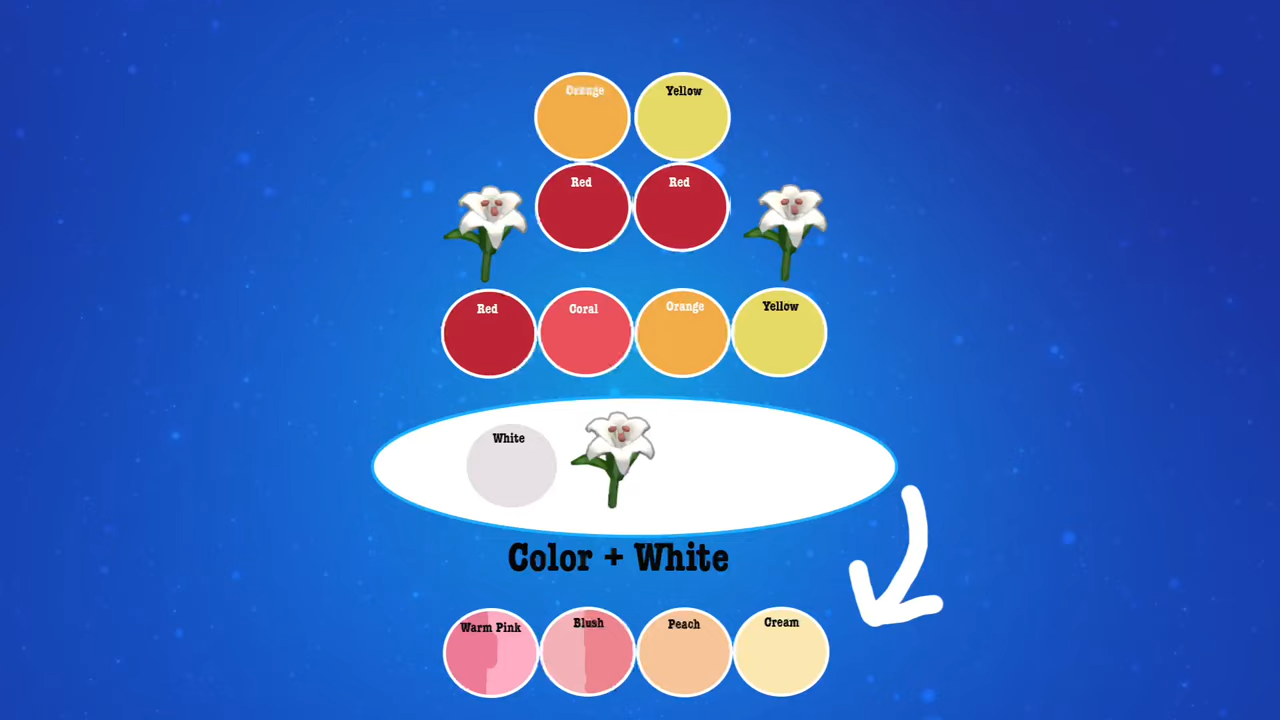 Orange Yellow
Red Red
Red Coral Orange Yellow
White
Color + White
Warm Pink Blush Peach Cream